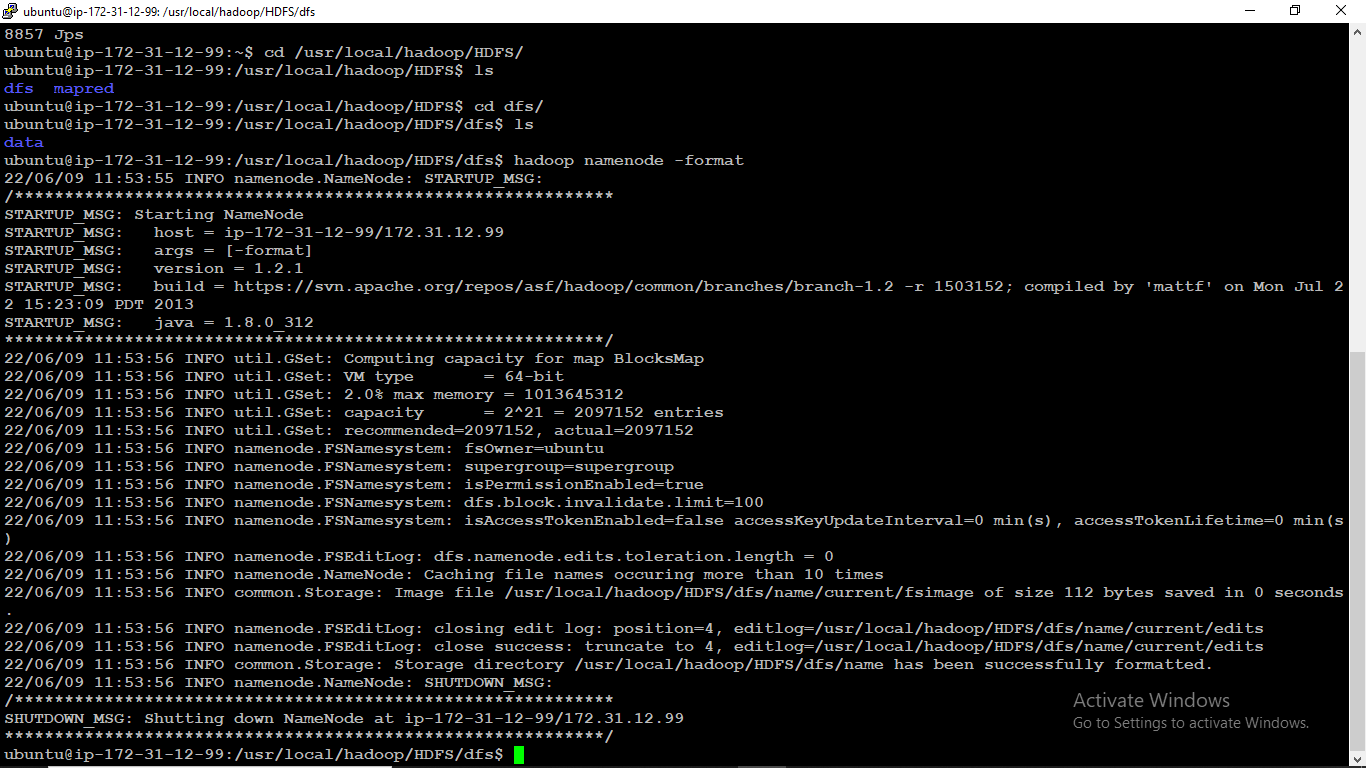 ubuntu@ip-172-31-12-99: /usr/local/hadoop/HDFS/dfs
8857 Jps
ubuntu@ip-172-31-12-99:~$ cd /usr/local/hadoop/HDFS/
ubuntu@ip-172-31-12-99:/usr/local/hadoop/HDFS$ ls
dfs  mapred
ubuntu@ip-172-31-12-99:/usr/local/hadoop/HDFS$ cd dfs/
ubuntu@ip-172-31-12-99:/usr/local/hadoop/HDFS/dfs$ ls
data
ubuntu@ip-172-31-12-99:/usr/local/hadoop/HDFS/dfs$ hadoop namenode -format
22/06/09 11:53:55 INFO namenode.NameNode: STARTUP_MSG:
/************************************************************
STARTUP_MSG: Starting NameNode
STARTUP_MSG:   host = ip-172-31-12-99/172.31.12.99
STARTUP_MSG:   args = [-format]
STARTUP_MSG:   version = 1.2.1
STARTUP_MSG:   build = https://svn.apache.org/repos/asf/hadoop/common/branches/branch-1.2 -r 1503152; compiled by 'mattf' on Mon Jul 2
2 15:23:09 PDT 2013
STARTUP_MSG:   java = 1.8.0_312
************************************************************/
22/06/09 11:53:56 INFO util.GSet: Computing capacity for map BlocksMap
22/06/09 11:53:56 INFO util.GSet: VM type       = 64-bit
22/06/09 11:53:56 INFO util.GSet: 2.0% max memory = 1013645312
22/06/09 11:53:56 INFO util.GSet: capacity      = 2^21 = 2097152 entries
22/06/09 11:53:56 INFO util.GSet: recommended=2097152, actual=2097152
22/06/09 11:53:56 INFO namenode.FSNamesystem: fsOwner=ubuntu
22/06/09 11:53:56 INFO namenode.FSNamesystem: supergroup=supergroup
22/06/09 11:53:56 INFO namenode.FSNamesystem: isPermissionEnabled=true
22/06/09 11:53:56 INFO namenode.FSNamesystem: dfs.block.invalidate.limit=100
22/06/09 11:53:56 INFO namenode.FSNamesystem: isAccessTokenEnabled=false accessKeyUpdateInterval=0 min(s), accessTokenLifetime=0 min(s
)
22/06/09 11:53:56 INFO namenode.FSEditLog: dfs.namenode.edits.toleration.length = 0
22/06/09 11:53:56 INFO namenode.NameNode: Caching file names occuring more than 10 times
22/06/09 11:53:56 INFO common.Storage: Image file /usr/local/hadoop/HDFS/dfs/name/current/fsimage of size 112 bytes saved in 0 seconds
.
22/06/09 11:53:56 INFO namenode.FSEditLog: closing edit log: position=4, editlog=/usr/local/hadoop/HDFS/dfs/name/current/edits
22/06/09 11:53:56 INFO namenode.FSEditLog: close success: truncate to 4, editlog=/usr/local/hadoop/HDFS/dfs/name/current/edits
22/06/09 11:53:56 INFO common.Storage: Storage directory /usr/local/hadoop/HDFS/dfs/name has been successfully formatted.
22/06/09 11:53:56 INFO namenode.NameNode: SHUTDOWN_MSG:
/************************************************************
SHUTDOWN_MSG: Shutting down NameNode at ip-172-31-12-99/172.31.12.99
************************************************************/
ubuntu@ip-172-31-12-99:/usr/local/hadoop/HDFS/dfs$
Activate Windows
Go to Settings to activate Windows.